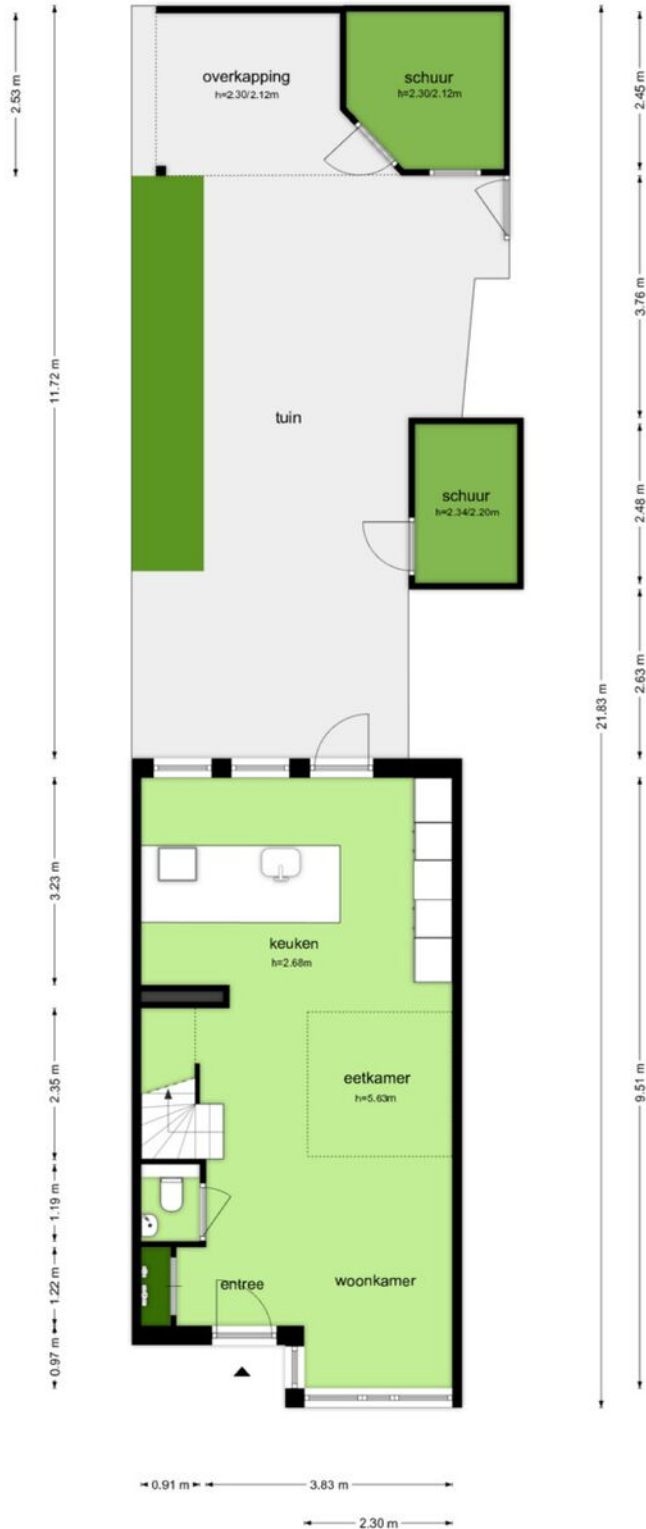 overkapping
h=2.30/2.12m
schuur
h=2.30/2.12m
2.53 m
2.45 m
3.76 m
11.72 m
tuin
schuur
h=2.34/2.20m
2.48 m
2.63 m
21.83 m
3.23 m
keuken
h=2.68m
eetkamer
h=5.63m
2.35 m
9.51 m
1.19 m
1.22 m
entree
woonkamer
0.97 m
0.91 m
3.83 m
2.30 m